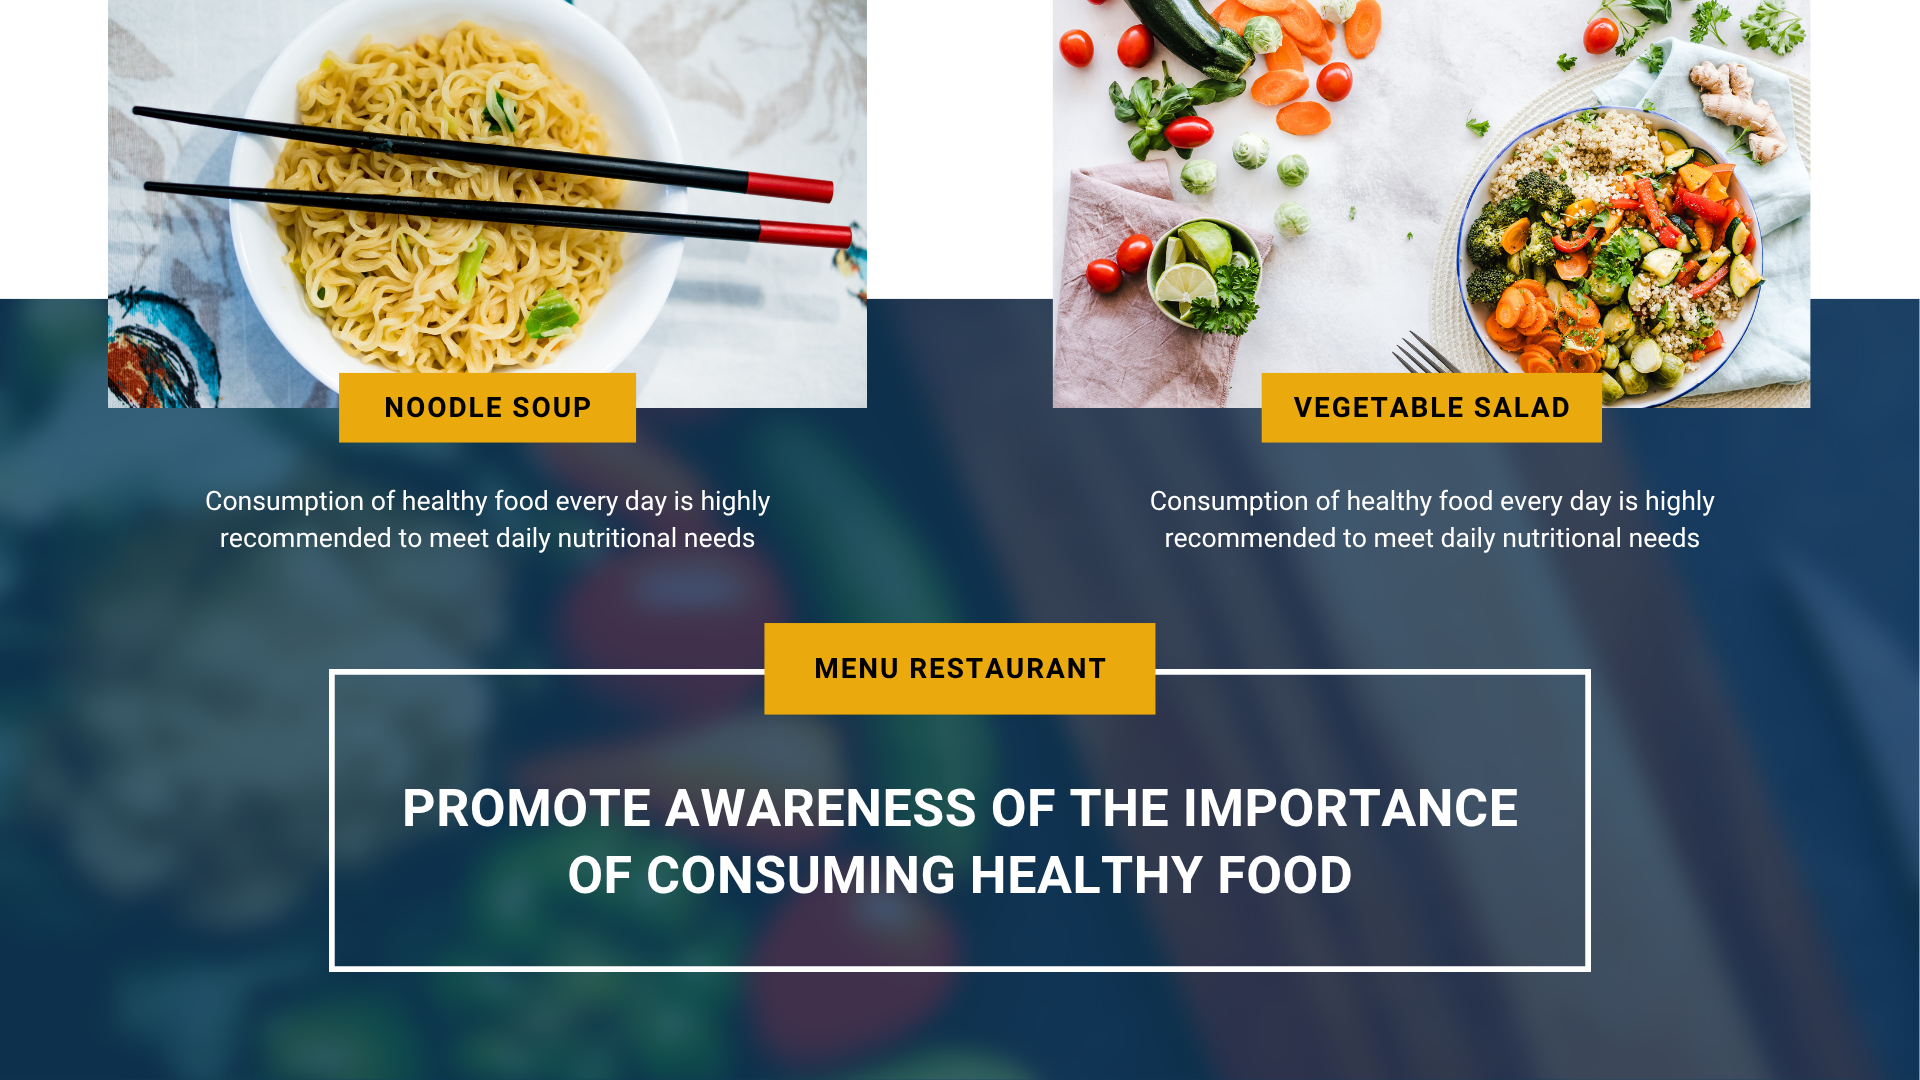 NOODLE SOUP
Consumption of healthy food every day is highly
recommended to meet daily nutritional needs
VEGETABLE SALAD
Consumption of healthy food every day is highly
recommended to meet daily nutritional needs
MENU RESTAURANT
PROMOTE AWARENESS OF THE IMPORTANCE
OF CONSUMING HEALTHY FOOD